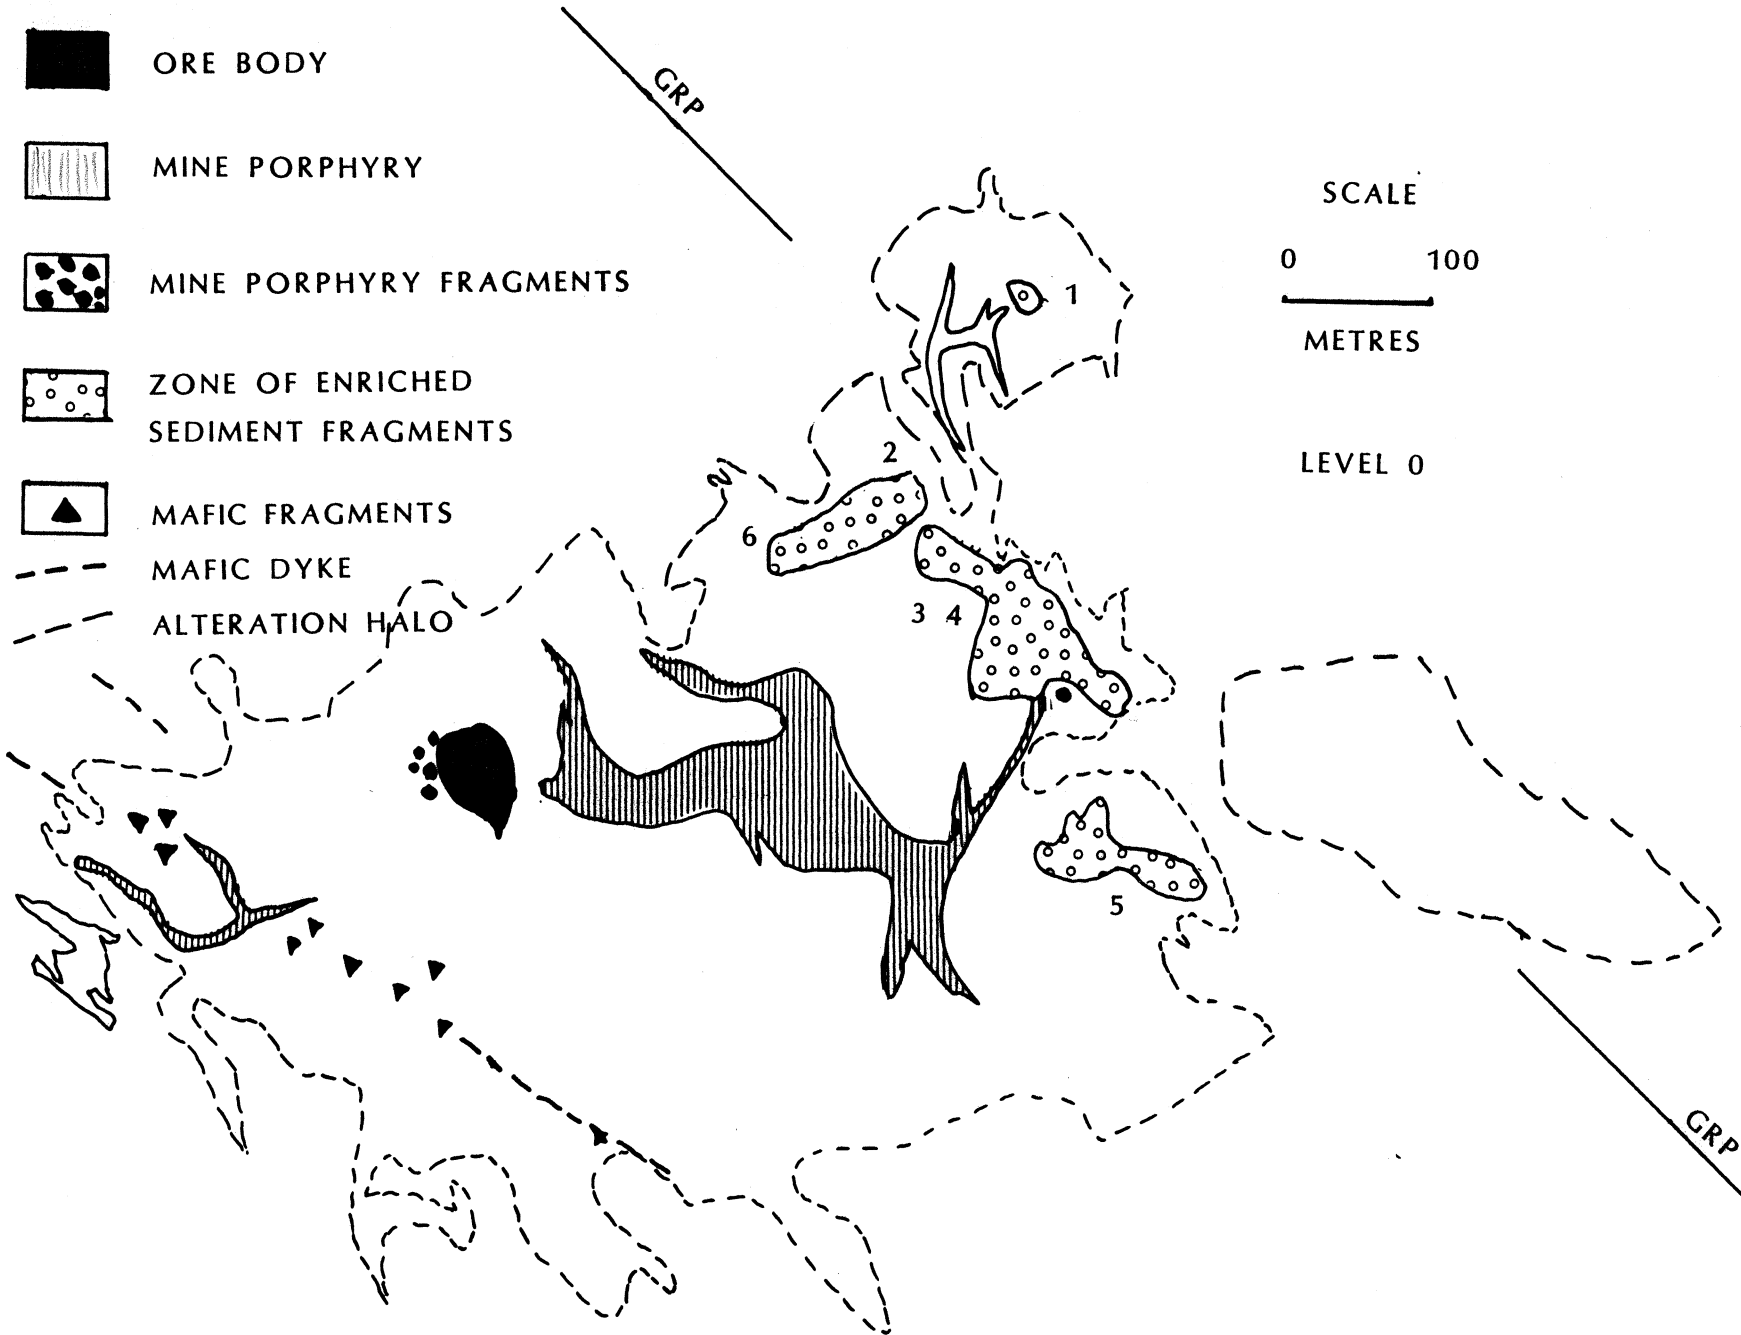 ORE BODY
MINE PORPHYRY
MINE PORPHYRY FRAGMENTS
ZONE OF ENRICHED
SEDIMENT FRAGMENTS
MAFIC FRAGMENTS
MAFIC DYKE
ALTERATION HALO
GRP
SCALE
0 100
METRES
LEVEL 0
1
2
6
3 4
5
GRP